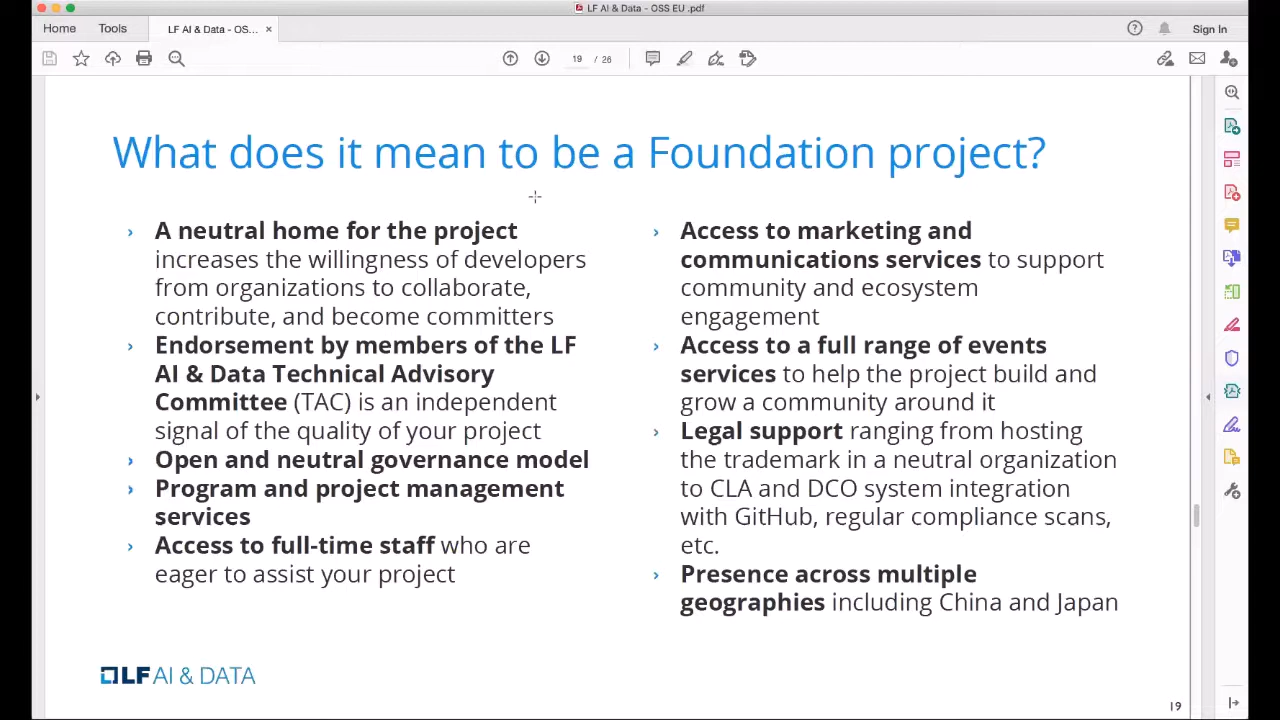 LF AI & Data - OSS EU .pdf
Home
Tools
LF AI & Data - OS... ×
Sign In
19 / 26
What does it mean to be a Foundation project?
› A neutral home for the project
increases the willingness of developers
from organizations to collaborate,
contribute, and become committers
› Endorsement by members of the LF
AI & Data Technical Advisory
Committee (TAC) is an independent
signal of the quality of your project
› Open and neutral governance model
› Program and project management
services
› Access to full-time staff who are
eager to assist your project
› Access to marketing and
communications services to support
community and ecosystem
engagement
› Access to a full range of events
services to help the project build and
grow a community around it
› Legal support ranging from hosting
the trademark in a neutral organization
to CLA and DCO system integration
with GitHub, regular compliance scans,
etc.
› Presence across multiple
geographies including China and Japan
LF AI & DATA
19